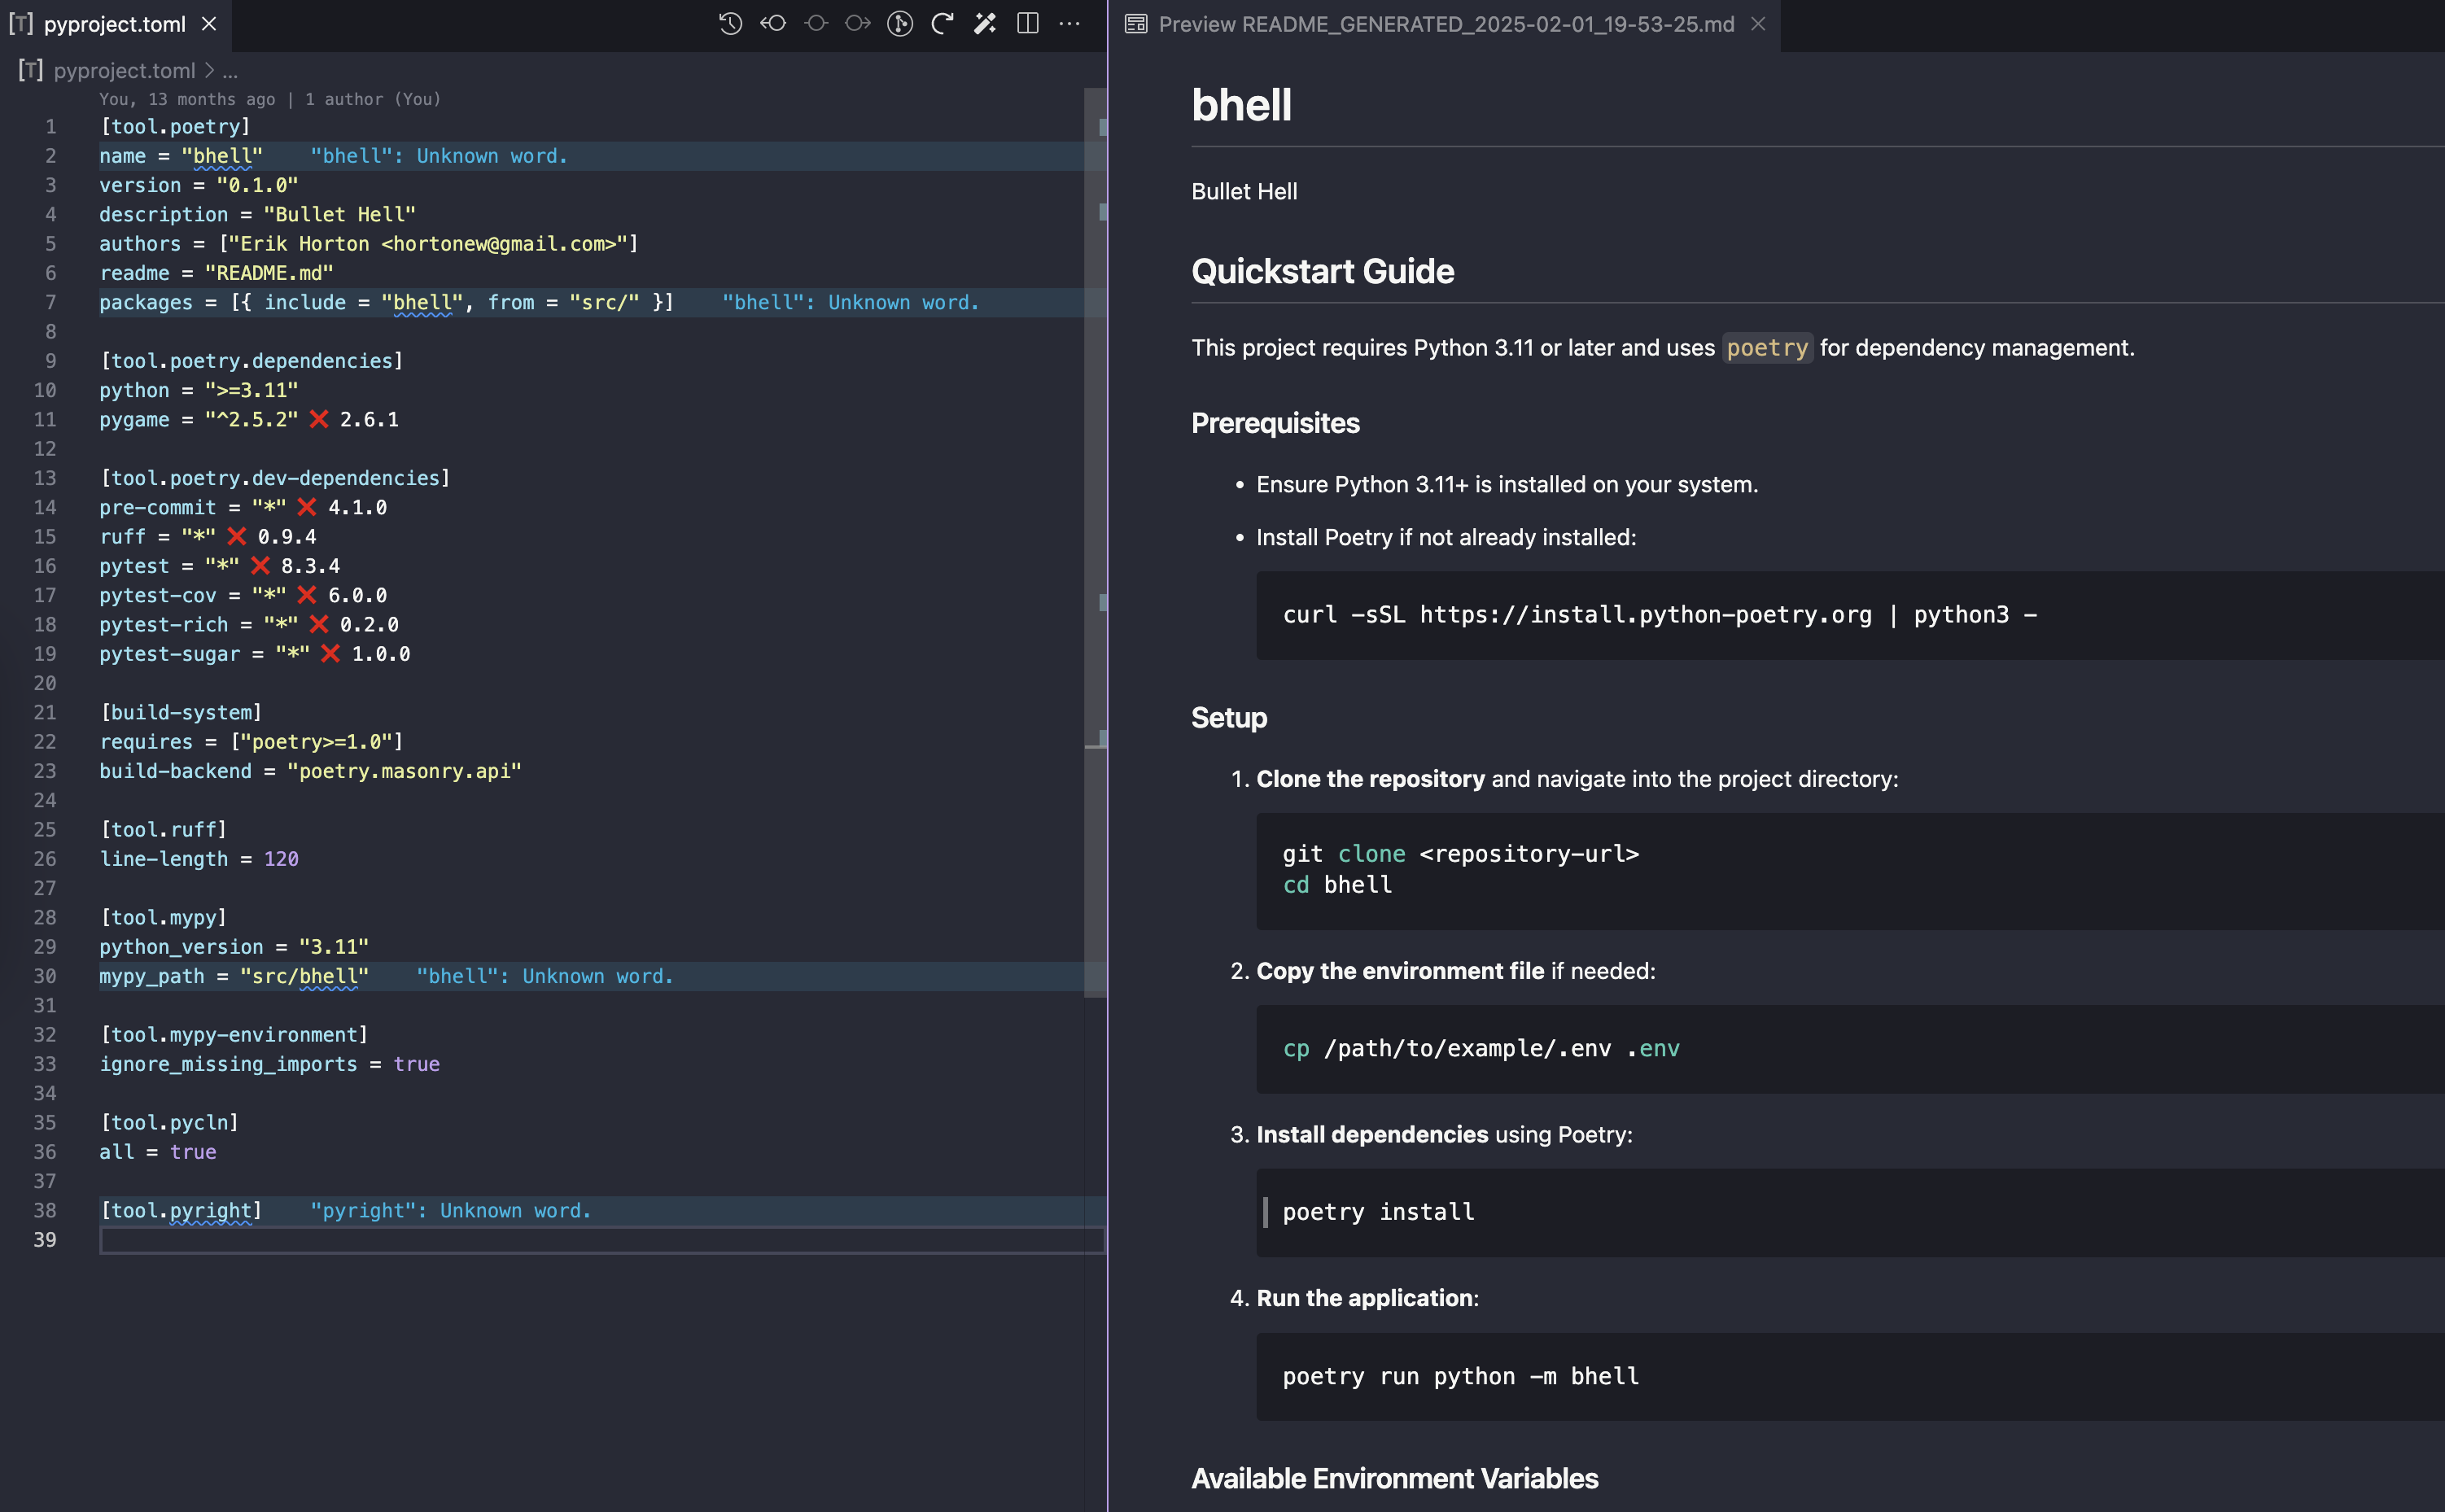 [T] pyproject.toml
[T] pyproject.toml > ...
You, 13 months ago | 1 author (You)
1 [tool.poetry]
2 name = "bhell" "bhell": Unknown word.
3 version = "0.1.0"
4 description = "Bullet Hell"
5 authors = ["Erik Horton <hortonew@gmail.com>"]
6 readme = "README.md"
7 packages = [{ include = "bhell", from = "src/" }] "bhell": Unknown word.
8
9 [tool.poetry.dependencies]
10 python = ">=3.11"
11 pygame = "^2.5.2" ❌ 2.6.1
12
13 [tool.poetry.dev-dependencies]
14 pre-commit = "*" ❌ 4.1.0
15 ruff = "*" ❌ 0.9.4
16 pytest = "*" ❌ 8.3.4
17 pytest-cov = "*" ❌ 6.0.0
18 pytest-rich = "*" ❌ 0.2.0
19 pytest-sugar = "*" ❌ 1.0.0
20
21 [build-system]
22 requires = ["poetry>=1.0"]
23 build-backend = "poetry.masonry.api"
24
25 [tool.ruff]
26 line-length = 120
27
28 [tool.mypy]
29 python_version = "3.11"
30 mypy_path = "src/bhell" "bhell": Unknown word.
31
32 [tool.mypy-environment]
33 ignore_missing_imports = true
34
35 [tool.pycln]
36 all = true
37
38 [tool.pyright] "pyright": Unknown word.
39
Preview README_GENERATED_2025-02-01_19-53-25.md
bhell
Bullet Hell
Quickstart Guide
This project requires Python 3.11 or later and uses poetry for dependency management.
Prerequisites
• Ensure Python 3.11+ is installed on your system.
• Install Poetry if not already installed:
curl -sSL https://install.python-poetry.org | python3 -
Setup
1. Clone the repository and navigate into the project directory:
git clone <repository-url>
cd bhell
2. Copy the environment file if needed:
cp /path/to/example/.env .env
3. Install dependencies using Poetry:
poetry install
4. Run the application:
poetry run python -m bhell
Available Environment Variables